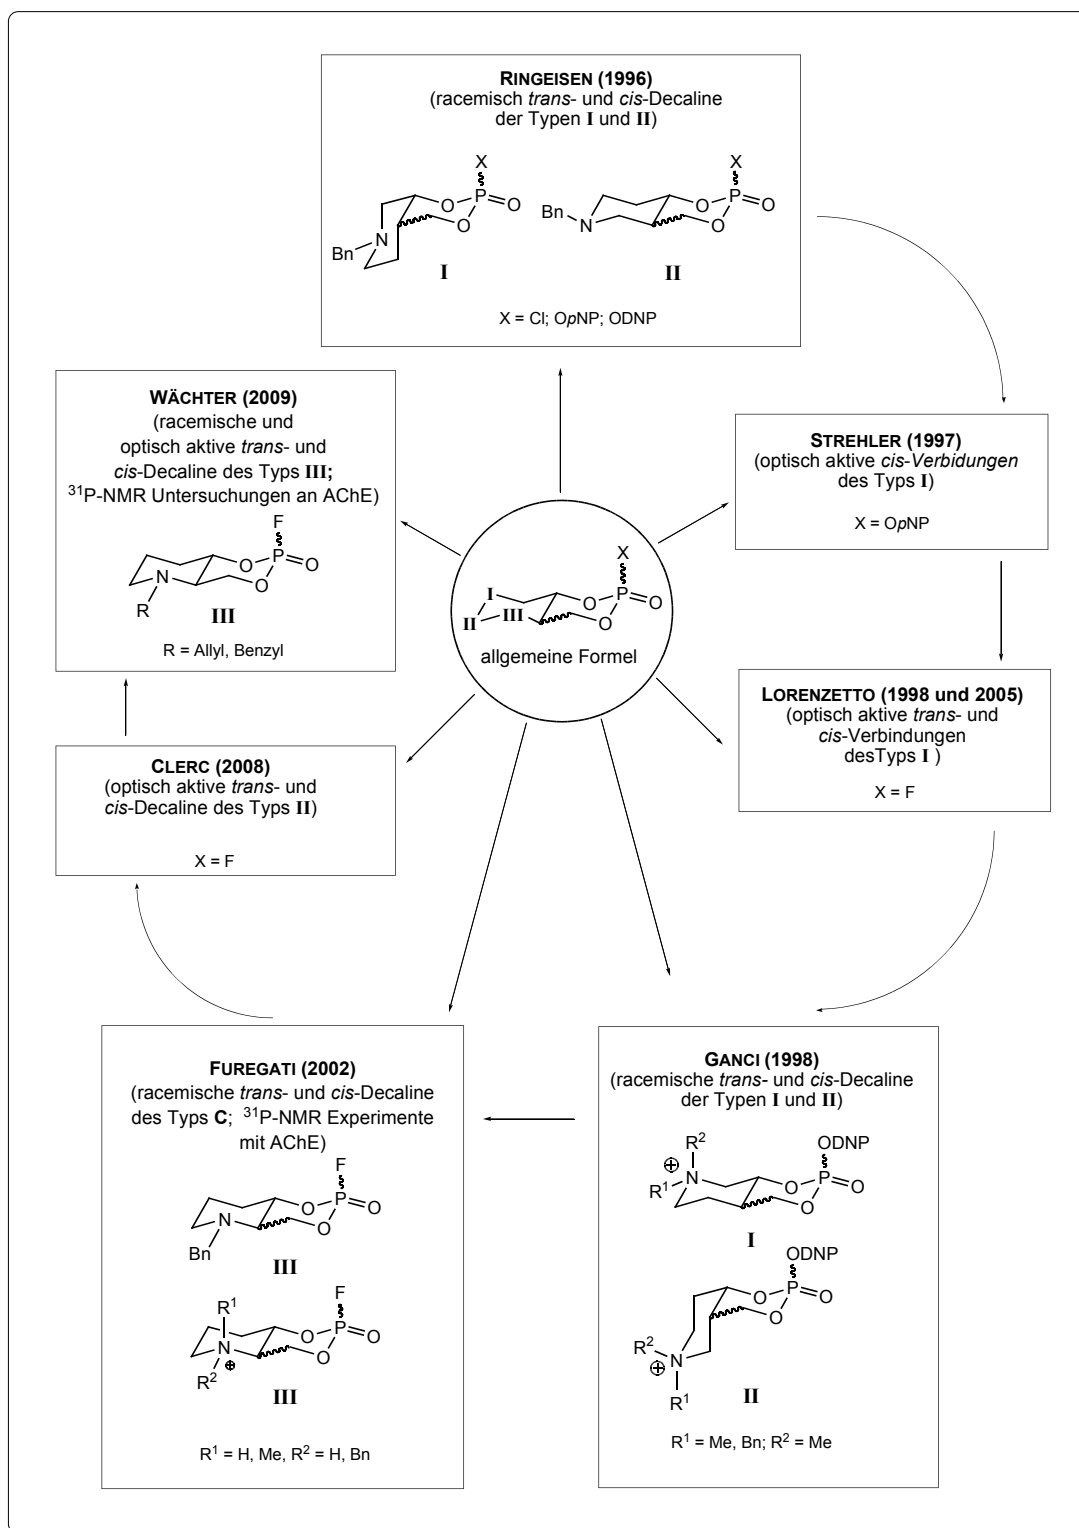 RINGEISEN (1996)
(racemisch trans- und cis-Decaline
der Typen I und II)
X
O
P
O
O
N
Bn
I
X
O
P
O
O
Bn
N
II
X = Cl; OpNP; ODNP
WÄCHTER (2009)
(racemische und
optisch aktive trans- und
cis-Decaline des Typs III;
31P-NMR Untersuchungen an AChE)
F
O
P
O
O
N
R
III
R = Allyl, Benzyl
STREHLER (1997)
(optisch aktive cis-Verbidungen
des Typs I)
X = OpNP
X
I
O
P
O
II
III
O
allgemeine Formel
LORENZETTO (1998 und 2005)
(optisch aktive trans- und
cis-Verbindungen
desTyps I )
X = F
CLERC (2008)
(optisch aktive trans- und
cis-Decaline des Typs II)
X = F
FUREGATI (2002)
(racemische trans- und cis-Decaline
des Typs C; 31P-NMR Experimente
mit AChE)
F
O
P
O
O
N
Bn
III
F
R1
O
P
O
O
N
⊕
R2
III
R1 = H, Me, R2 = H, Bn
GANCI (1998)
(racemische trans- und cis-Decaline
der Typen I und II)
R2
ODNP
⊕
N
R1
O
P
O
O
I
ODNP
O
P
O
O
R2
N
⊕
R1
II
R1 = Me, Bn; R2 = Me